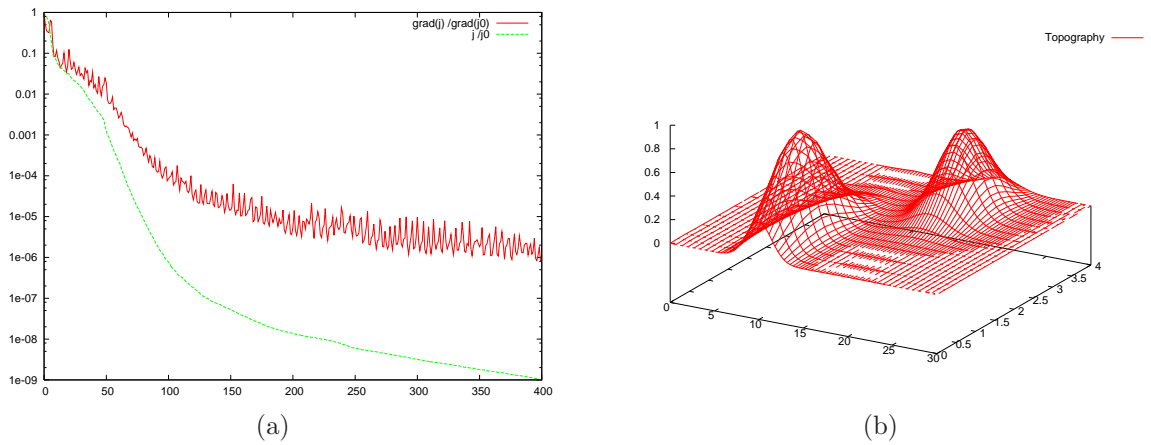 1
0.1
0.01
0.001
1e-04
1e-05
1e-06
1e-07
1e-08
1e-09
0 50 100 150 200 250 300 350 400
grad(j) /grad(j0)
j /j0
(a)
Topography
1
0.8
0.6
0.4
0.2
0
0 5 10 15 20 25 30
0 0.5 1 1.5 2 2.5 3 3.5 4
(b)